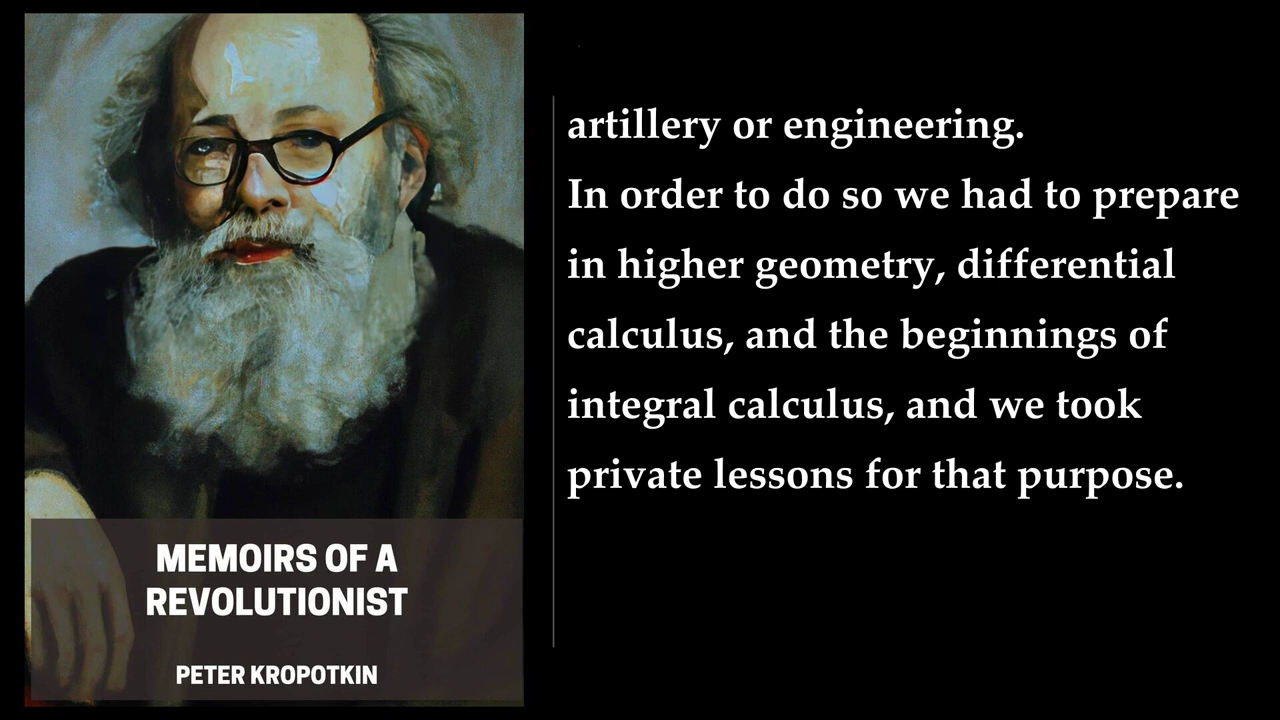 artillery or engineering.
In order to do so we had to prepare
in higher geometry, differential
calculus, and the beginnings of
integral calculus, and we took
private lessons for that purpose.
MEMOIRS OF A
REVOLUTIONIST
PETER KROPOTKIN